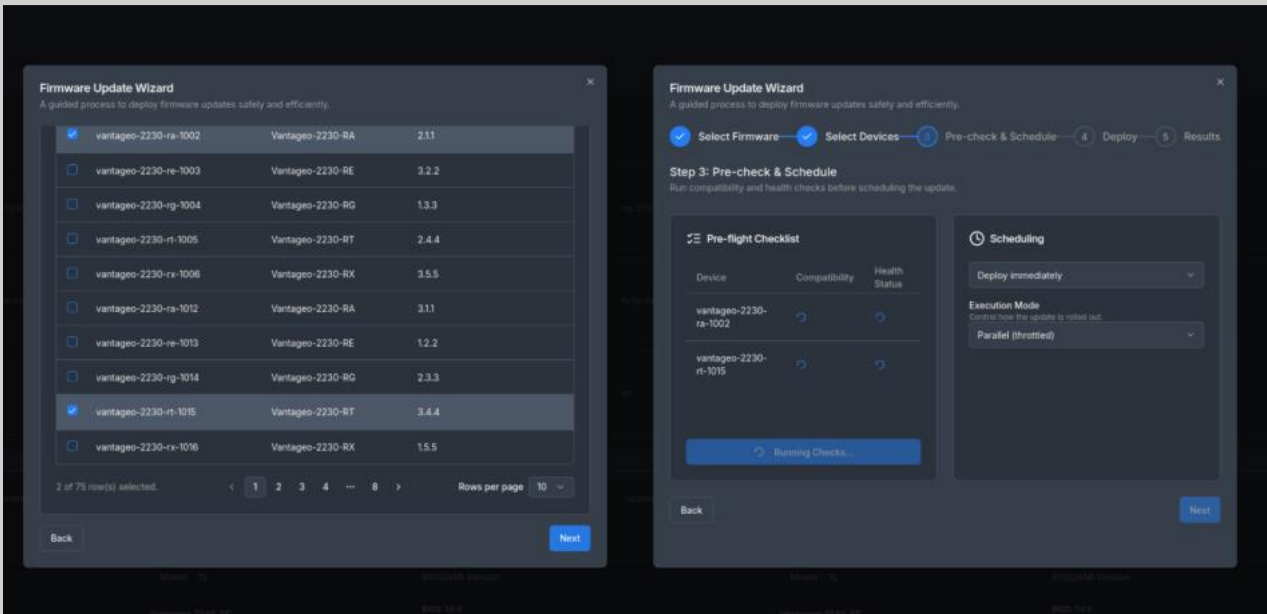 Firmware Update Wizard
A guided process to deploy firmware updates safely and efficiently.
vantageo-2230-ra-1002 Vantageo-2230-RA 2.1.1
vantageo-2230-re-1003 Vantageo-2230-RE 3.2.2
vantageo-2230-rg-1004 Vantageo-2230-RG 1.3.3
vantageo-2230-rt-1005 Vantageo-2230-RT 2.4.4
vantageo-2230-rx-1006 Vantageo-2230-RX 3.5.5
vantageo-2230-ra-1012 Vantageo-2230-RA 3.1.1
vantageo-2230-re-1013 Vantageo-2230-RE 1.2.2
vantageo-2230-rg-1014 Vantageo-2230-RG 2.3.3
vantageo-2230-rt-1015 Vantageo-2230-RT 3.4.4
vantageo-2230-rx-1016 Vantageo-2230-RX 1.5.5
2 of 75 row(s) selected. < 1 2 3 4 ... 8 > Rows per page 10
Back Next
Firmware Update Wizard
A guided process to deploy firmware updates safely and efficiently.
Select Firmware Select Devices 3 Pre-check & Schedule 4 Deploy 5 Results
Step 3: Pre-check & Schedule
Run compatibility and health checks before scheduling the update.
Pre-flight Checklist
Device Compatibility Health
Status
vantageo-2230-
ra-1002
vantageo-2230-
rt-1015
Running Checks...
Scheduling
Deploy immediately
Execution Mode
Control how the update is rolled out.
Parallel (throttled)
Back Next